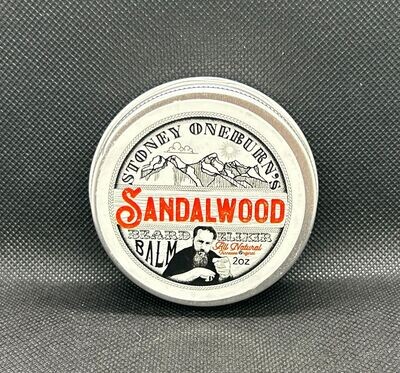 STONEY ONEBURN'S
SANDALWOOD
BEARD ELIXIR
BALM
All Natural
2oz